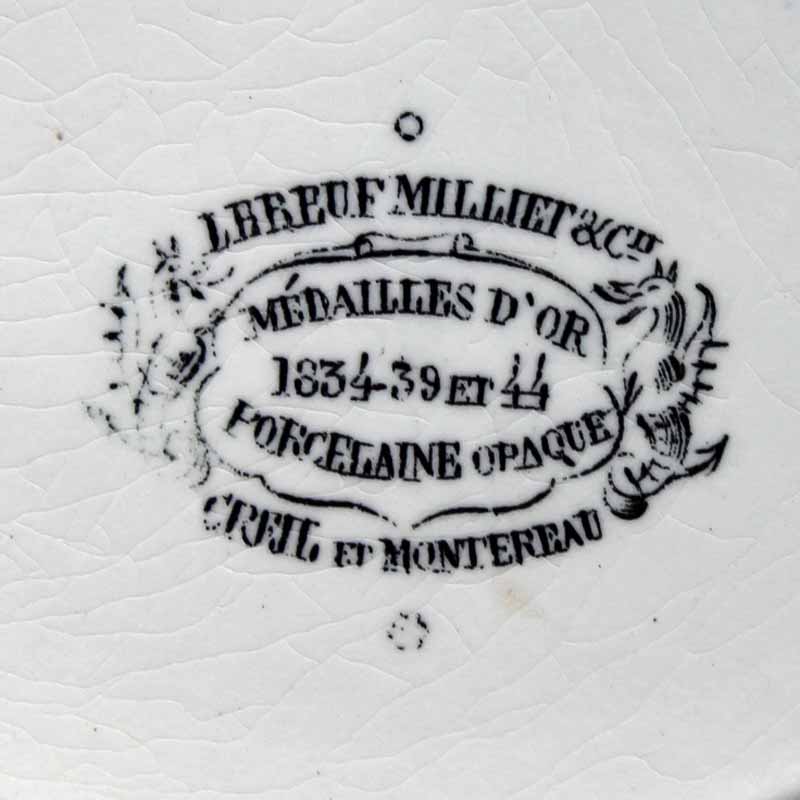 LEBEUF MILLIET & Cie
MÉDAILLES D'OR
1834-39 ET 44
PORCELAINE OPAQUE
CREIL ET MONTEREAU